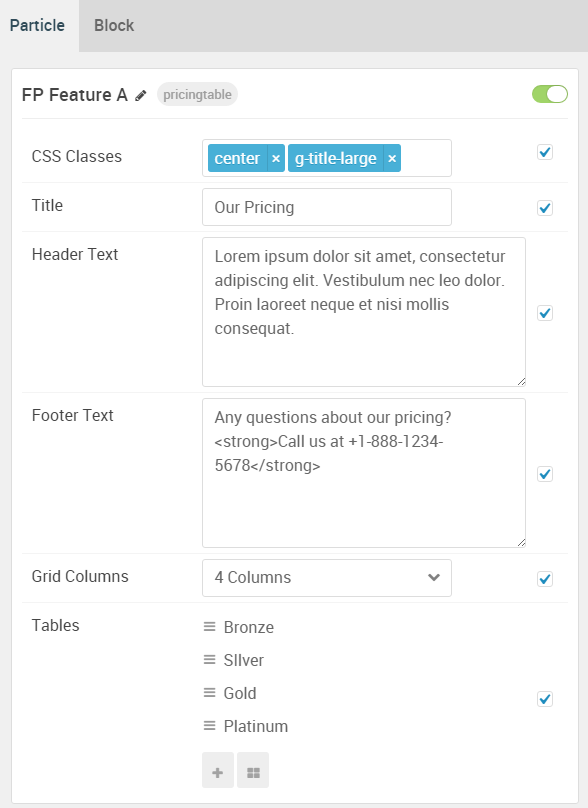 Particle Block
FP Feature A pricingtable
CSS Classes center × g-title-large ×
Title Our Pricing
Header Text Lorem ipsum dolor sit amet, consectetur
adipiscing elit. Vestibulum nec leo dolor.
Proin laoreet neque et nisi mollis
consequat.
Footer Text Any questions about our pricing?
<strong>Call us at +1-888-1234-
5678</strong>
Grid Columns 4 Columns
Tables Bronze
SIlver
Gold
Platinum